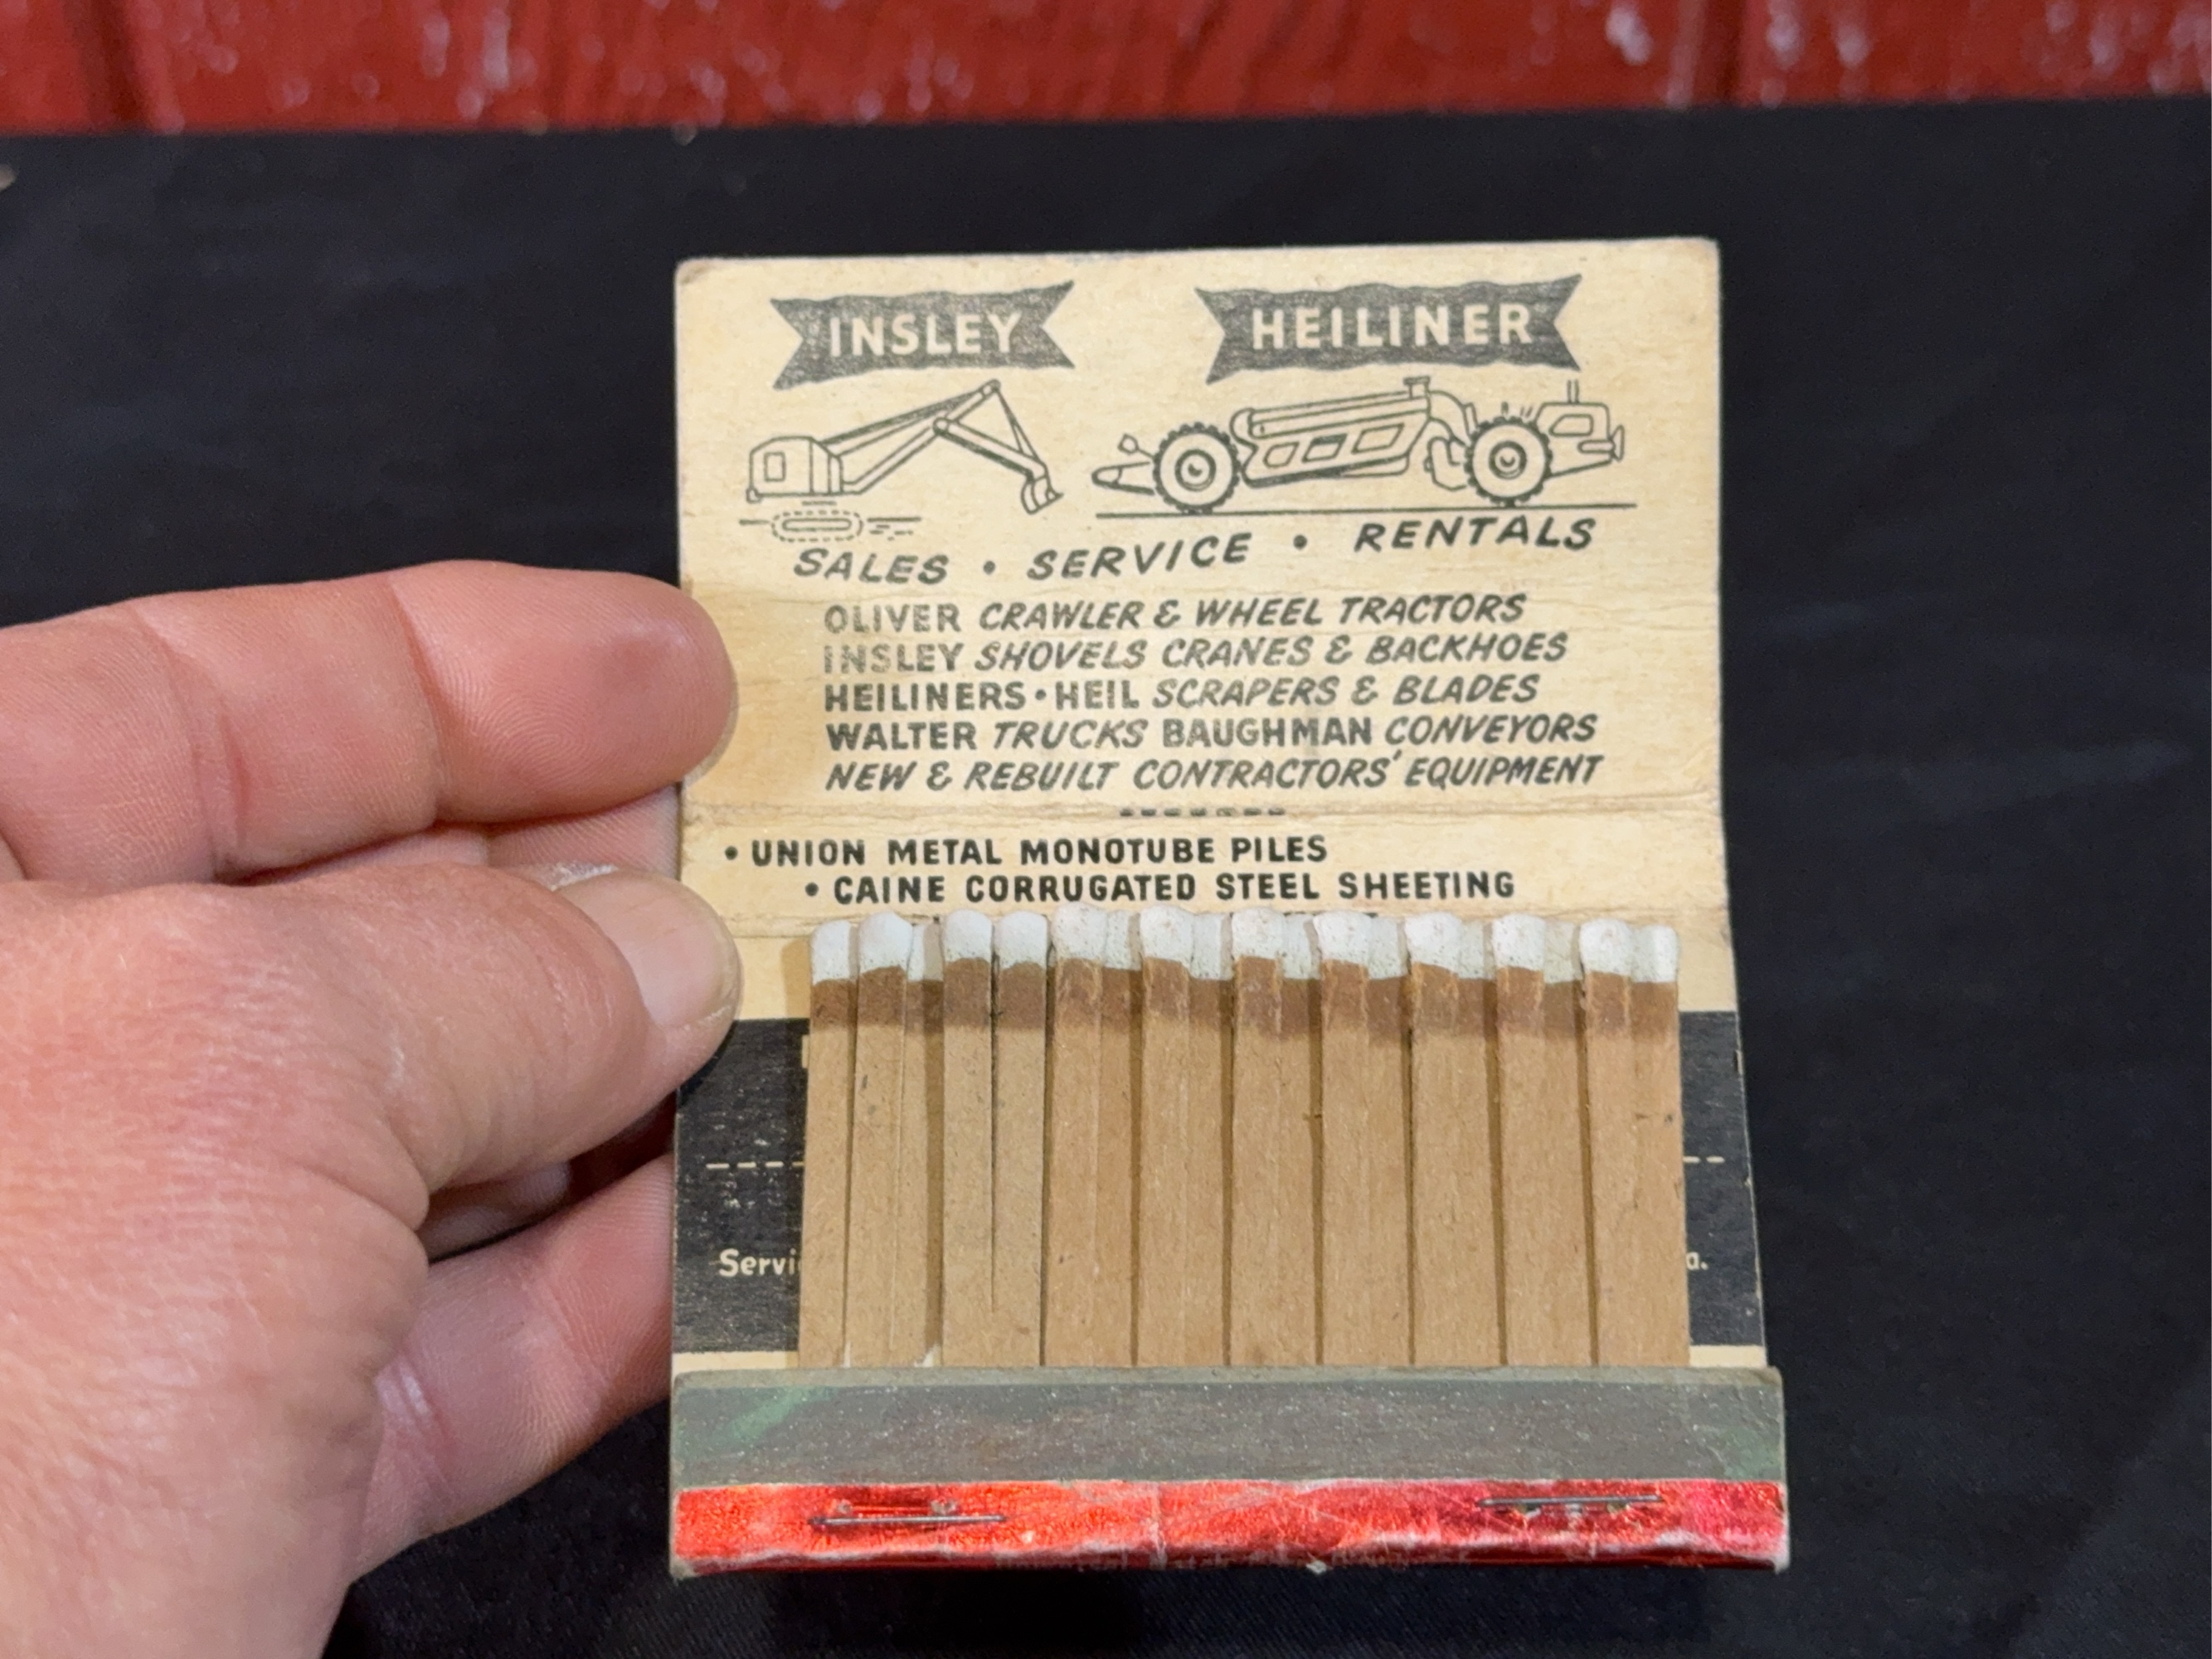 INSLEY HEILINER
SALES • SERVICE • RENTALS
OLIVER CRAWLER & WHEEL TRACTORS
INSLEY SHOVELS CRANES & BACKHOES
HEILINERS • HEIL SCRAPERS & BLADES
WALTER TRUCKS BAUGHMAN CONVEYORS
NEW & REBUILT CONTRACTORS' EQUIPMENT
• UNION METAL MONOTUBE PILES
• CAINE CORRUGATED STEEL SHEETING